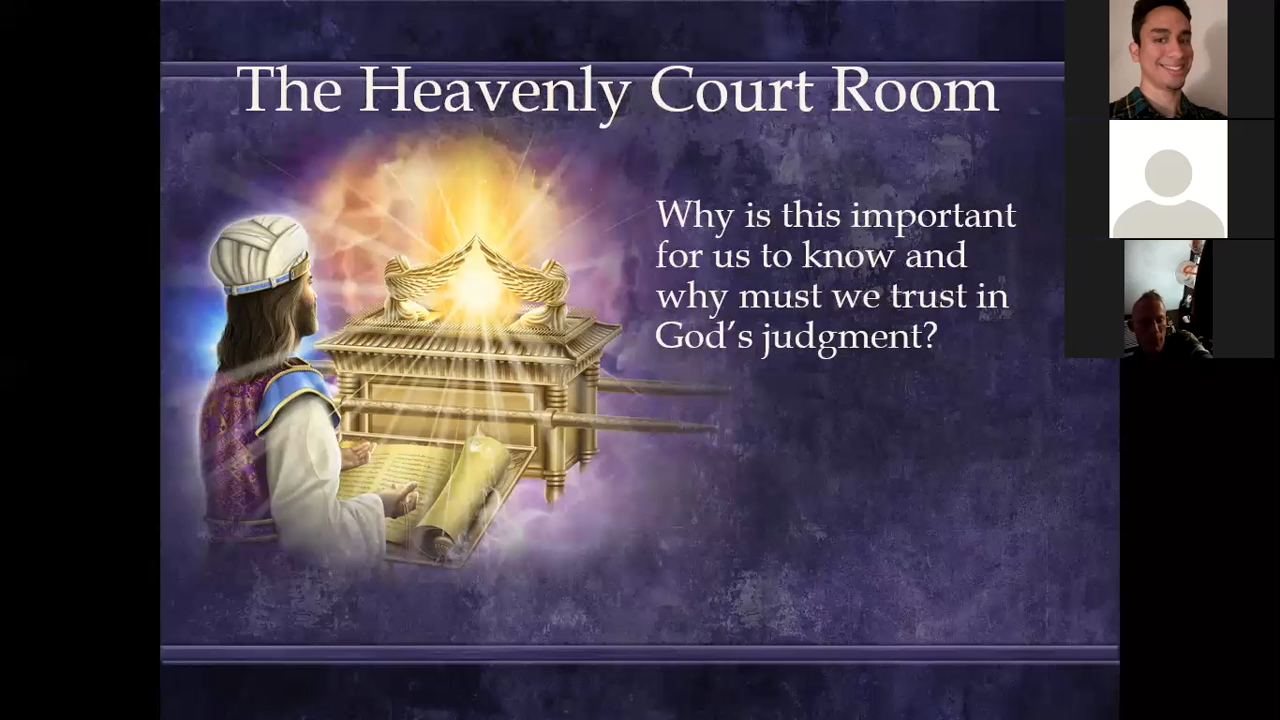 The Heavenly Court Room
Why is this important
for us to know and
why must we trust in
God's judgment?